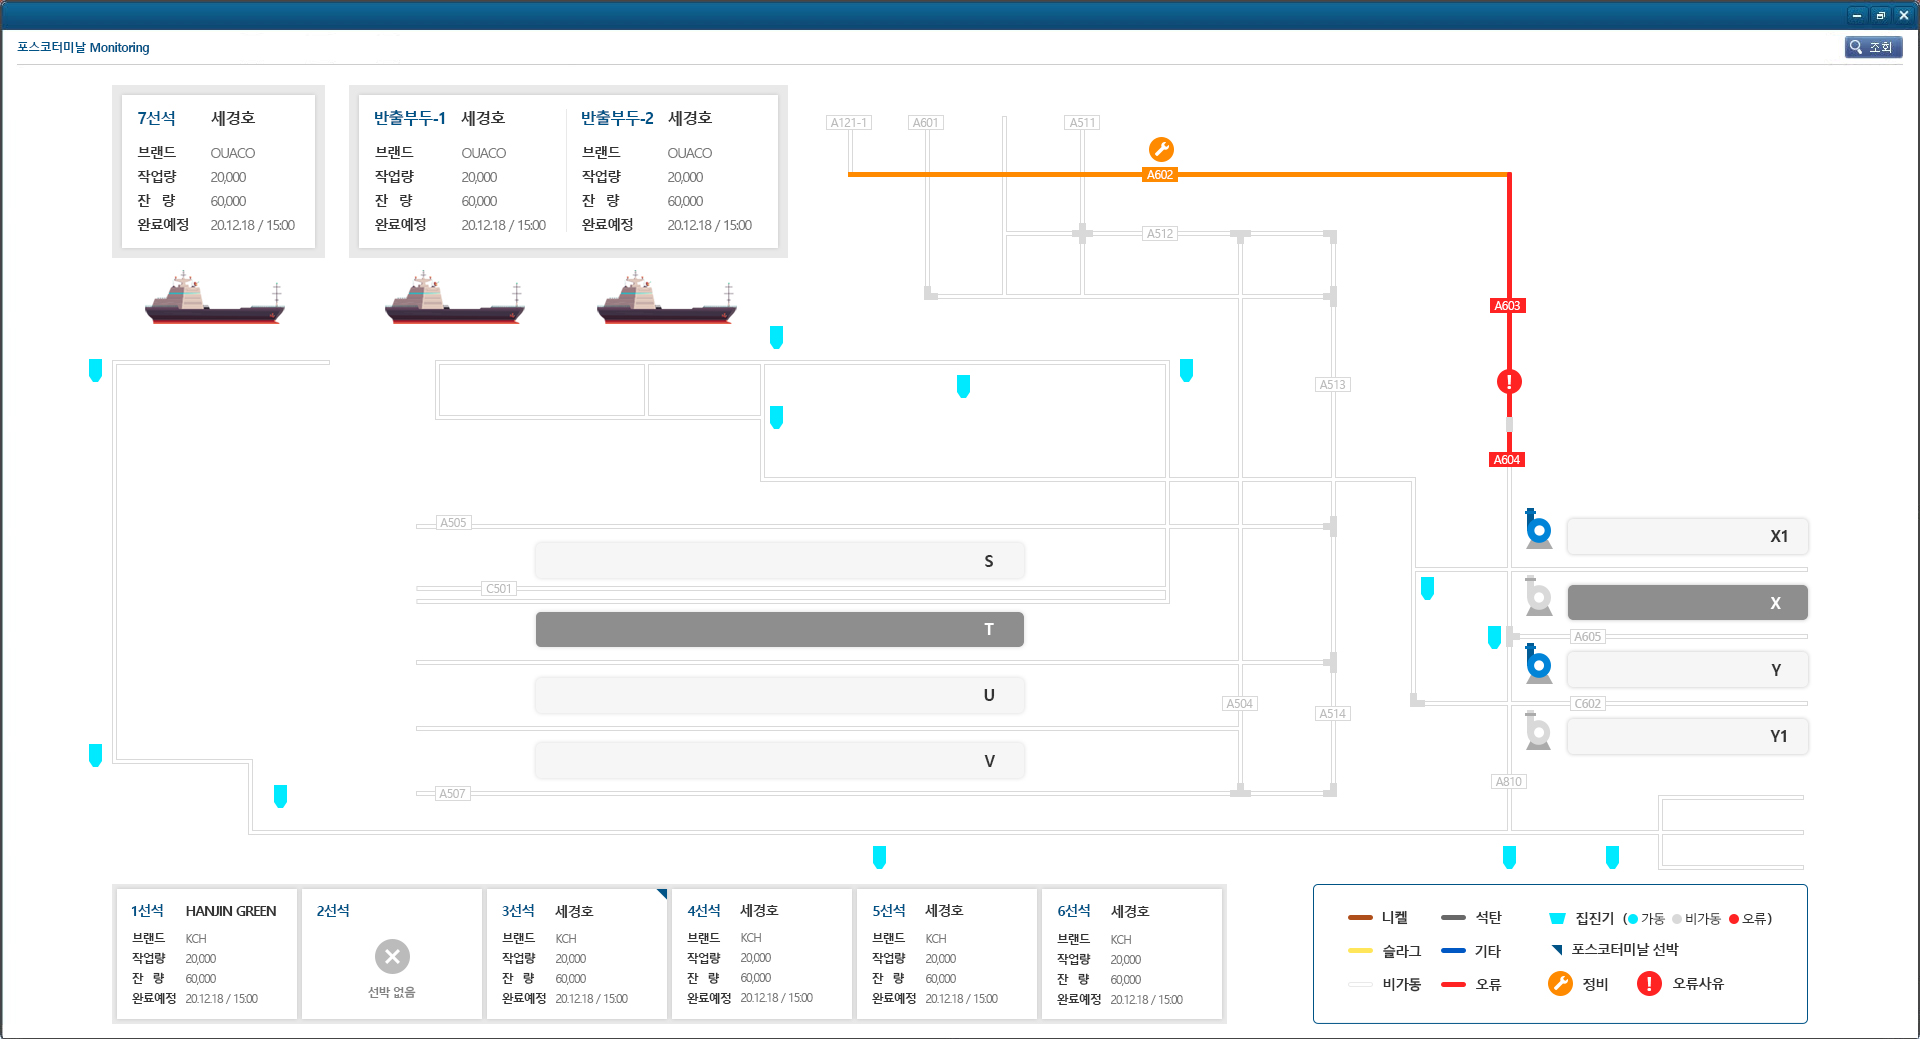 포스코터미날 Monitoring
조회
7선석 세경호
브랜드 OUACO
작업량 20,000
잔 량 60,000
완료예정 20.12.18 / 15:00
반출부두-1 세경호
브랜드 OUACO
작업량 20,000
잔 량 60,000
완료예정 20.12.18 / 15:00
반출부두-2 세경호
브랜드 OUACO
작업량 20,000
잔 량 60,000
완료예정 20.12.18 / 15:00
A121-1
A601
A511
A602
A512
A603
A513
A604
A505
S
C501
T
U
V
A507
A504
A514
X1
X
A605
Y
C602
Y1
A810
1선석 HANJIN GREEN
브랜드 KCH
작업량 20,000
잔 량 60,000
완료예정 20.12.18 / 15:00
2선석
선박 없음
3선석 세경호
브랜드 KCH
작업량 20,000
잔 량 60,000
완료예정 20.12.18 / 15:00
4선석 세경호
브랜드 KCH
작업량 20,000
잔 량 60,000
완료예정 20.12.18 / 15:00
5선석 세경호
브랜드 KCH
작업량 20,000
잔 량 60,000
완료예정 20.12.18 / 15:00
6선석 세경호
브랜드 KCH
작업량 20,000
잔 량 60,000
완료예정 20.12.18 / 15:00
니켈 석탄 집진기 (가동 비가동 오류)
슬라그 기타 포스코터미날 선박
비가동 오류 정비 오류사유